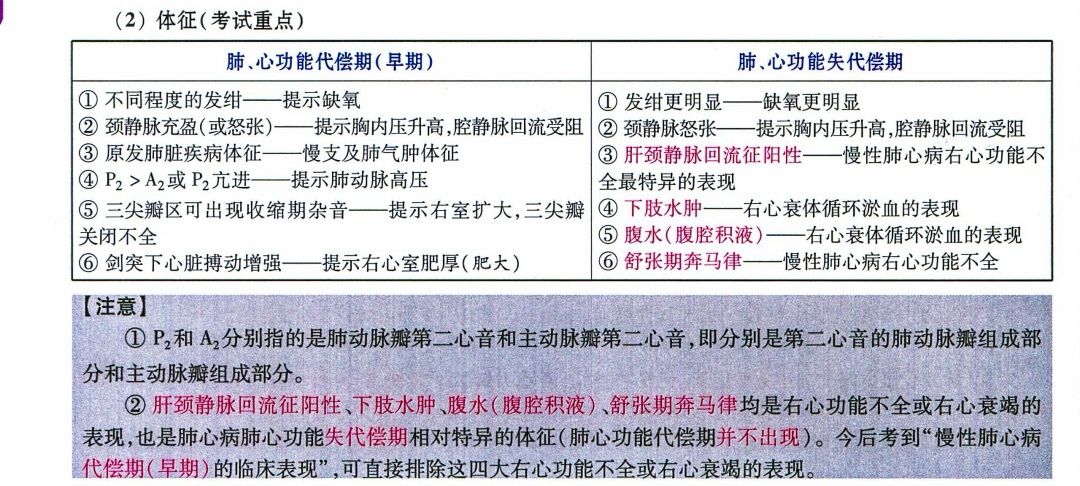 （2）体征（考试重点）
肺、心功能代偿期（早期）
① 不同程度的发绀——提示缺氧
② 颈静脉充盈（或怒张）——提示胸内压升高,腔静脉回流受阻
③ 原发肺脏疾病体征——慢支及肺气肿体征
④ P₂ > A₂或 P₂亢进——提示肺动脉高压
⑤ 三尖瓣区可出现收缩期杂音——提示右室扩大,三尖瓣
关闭不全
⑥ 剑突下心脏搏动增强——提示右心室肥厚（肥大）
肺、心功能失代偿期
① 发绀更明显——缺氧更明显
② 颈静脉怒张——提示胸内压升高,腔静脉回流受阻
③ 肝颈静脉回流征阳性——慢性肺心病右心功能不
全最特异的表现
④ 下肢水肿——右心衰体循环淤血的表现
⑤ 腹水（腹腔积液）——右心衰体循环淤血的表现
⑥ 舒张期奔马律——慢性肺心病右心功能不全
【注意】
① P₂和 A₂分别指的是肺动脉瓣第二心音和主动脉瓣第二心音,即分别是第二心音的肺动脉瓣组成部
分和主动脉瓣组成部分。
② 肝颈静脉回流征阳性、下肢水肿、腹水（腹腔积液）、舒张期奔马律均是右心功能不全或右心衰竭的
表现,也是肺心病肺心功能失代偿期相对特异的体征（肺心功能代偿期并不出现）。今后考到“慢性肺心病
代偿期（早期）的临床表现”,可直接排除这四大右心功能不全或右心衰竭的表现。